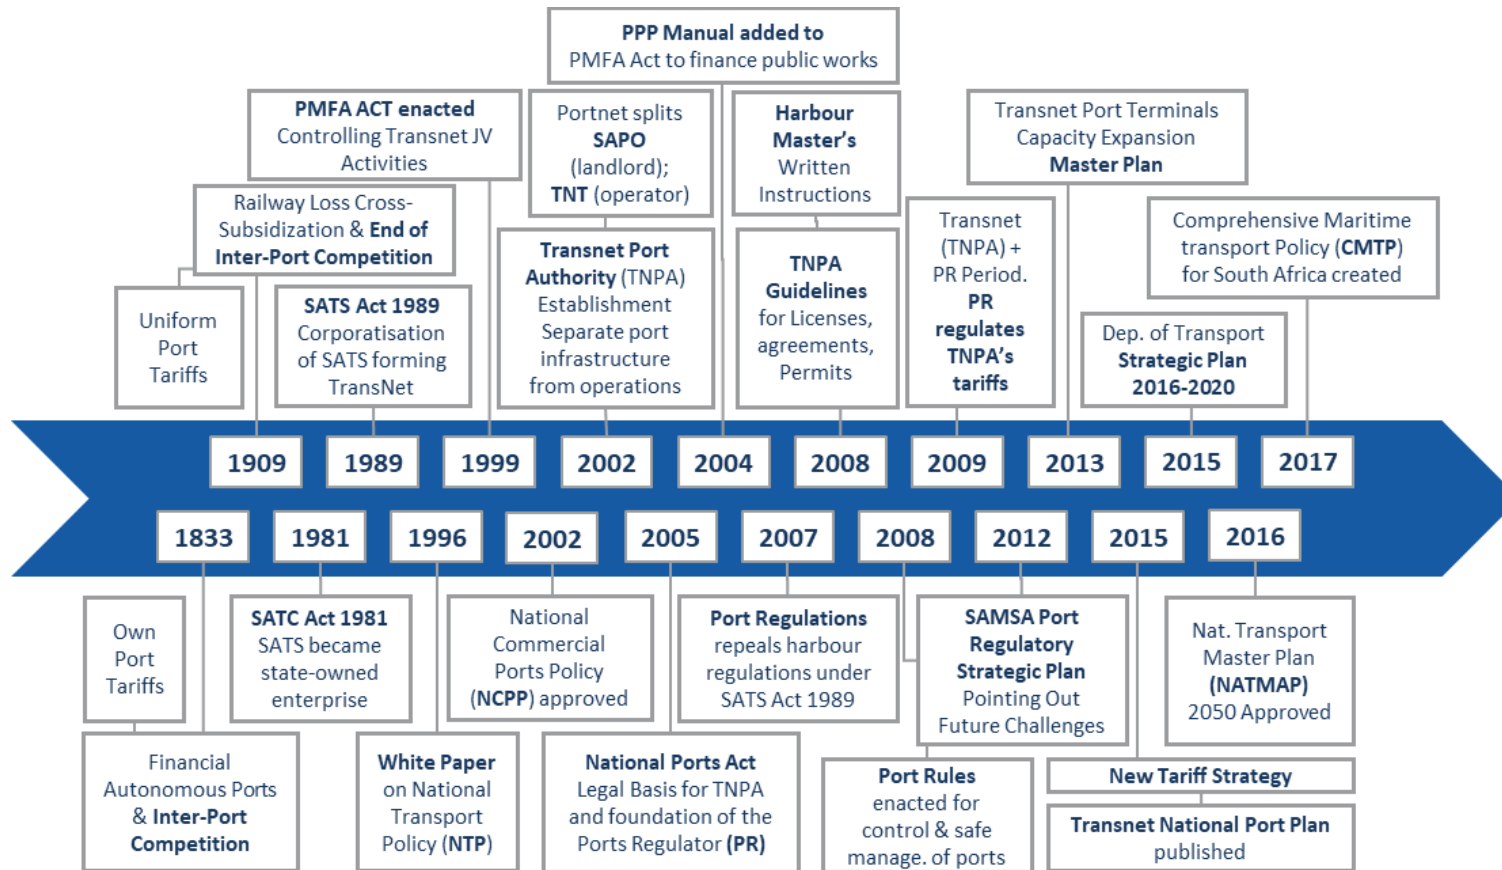 PPP Manual added to
PMFA Act to finance public works
PMFA ACT enacted
Controlling Transnet JV
Activities
Portnet splits
SAPO
(landlord);
TNT (operator)
Harbour
Master's
Written
Instructions
Transnet Port Terminals
Capacity Expansion
Master Plan
Railway Loss Cross-
Subsidization & End of
Inter-Port Competition
Transnet Port
Authority (TNPA)
Establishment
Separate port
infrastructure
from operations
TNPA
Guidelines
for Licenses,
agreements,
Permits
Transnet
(TNPA) +
PR Period.
PR
regulates
TNPA's
tariffs
Comprehensive Maritime
transport Policy (CMTP)
for South Africa created
Uniform
Port
Tariffs
SATS Act 1989
Corporatisation
of SATS forming
TransNet
Dep. of Transport
Strategic Plan
2016-2020
1909
1989
1999
2002
2004
2008
2009
2013
2015
2017
1833
1981
1996
2002
2005
2007
2008
2012
2015
2016
Own
Port
Tariffs
SATC Act 1981
SATS became
state-owned
enterprise
National
Commercial
Ports Policy
(NCPP) approved
Port Regulations
repeals harbour
regulations under
SATS Act 1989
SAMSA Port
Regulatory
Strategic Plan
Pointing Out
Future Challenges
Nat. Transport
Master Plan
(NATMAP)
2050 Approved
Financial
Autonomous Ports
& Inter-Port
Competition
White Paper
on National
Transport
Policy (NTP)
National Ports Act
Legal Basis for TNPA
and foundation of the
Ports Regulator (PR)
Port Rules
enacted for
control & safe
manage. of ports
New Tariff Strategy
Transnet National Port Plan
published